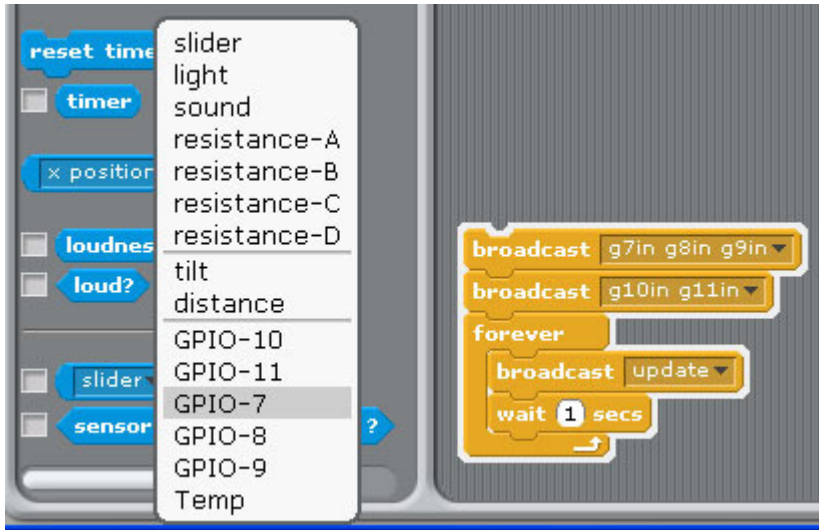 reset time
timer
x position
loudnes
loud?
slider
sensor ?
slider
light
sound
resistance-A
resistance-B
resistance-C
resistance-D
tilt
distance
GPIO-10
GPIO-11
GPIO-7
GPIO-8
GPIO-9
Temp
broadcast g7in g8in g9in
broadcast g10in g11in
forever
broadcast update
wait 1 secs